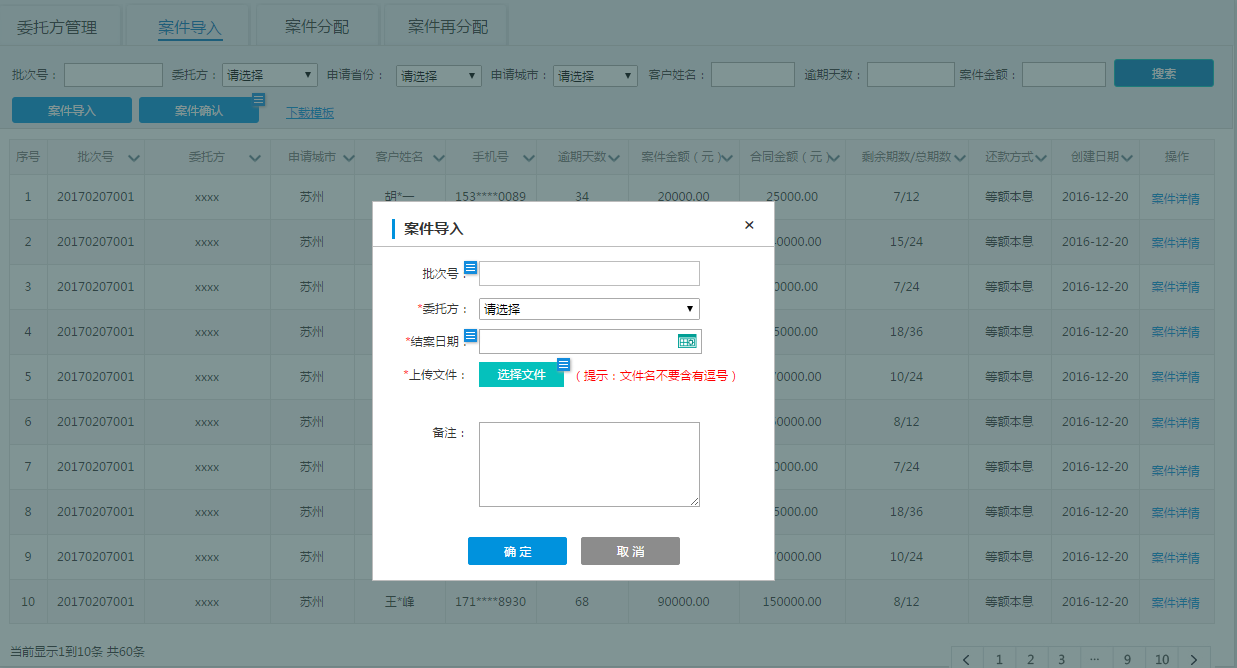 委托方管理 案件导入 案件分配 案件再分配
批次号： 委托方： 请选择 申请省份： 请选择 申请城市： 请选择 客户姓名： 逾期天数： 案件金额： 搜索
案件导入 案件确认 下载模板
序号 批次号 委托方 申请城市 客户姓名 手机号 逾期天数 案件金额（元） 合同金额（元） 剩余期数/总期数 还款方式 创建日期 操作
1 20170207001 xxxx 苏州 胡*一 153****0089 34 20000.00 25000.00 7/12 等额本息 2016-12-20 案件详情
2 20170207001 xxxx 苏州 0000.00 15/24 等额本息 2016-12-20 案件详情
3 20170207001 xxxx 苏州 0000.00 7/24 等额本息 2016-12-20 案件详情
4 20170207001 xxxx 苏州 5000.00 18/36 等额本息 2016-12-20 案件详情
5 20170207001 xxxx 苏州 0000.00 10/24 等额本息 2016-12-20 案件详情
6 20170207001 xxxx 苏州 0000.00 8/12 等额本息 2016-12-20 案件详情
7 20170207001 xxxx 苏州 0000.00 7/24 等额本息 2016-12-20 案件详情
8 20170207001 xxxx 苏州 5000.00 18/36 等额本息 2016-12-20 案件详情
9 20170207001 xxxx 苏州 0000.00 10/24 等额本息 2016-12-20 案件详情
10 20170207001 xxxx 苏州 王*峰 171****8930 68 90000.00 150000.00 8/12 等额本息 2016-12-20 案件详情
案件导入 ×
批次号：
*委托方： 请选择
*结案日期：
*上传文件： 选择文件 （提示：文件名不要含有逗号）
备注：
确 定 取 消
当前显示1到10条 共60条
< 1 2 3 ... 9 10 >